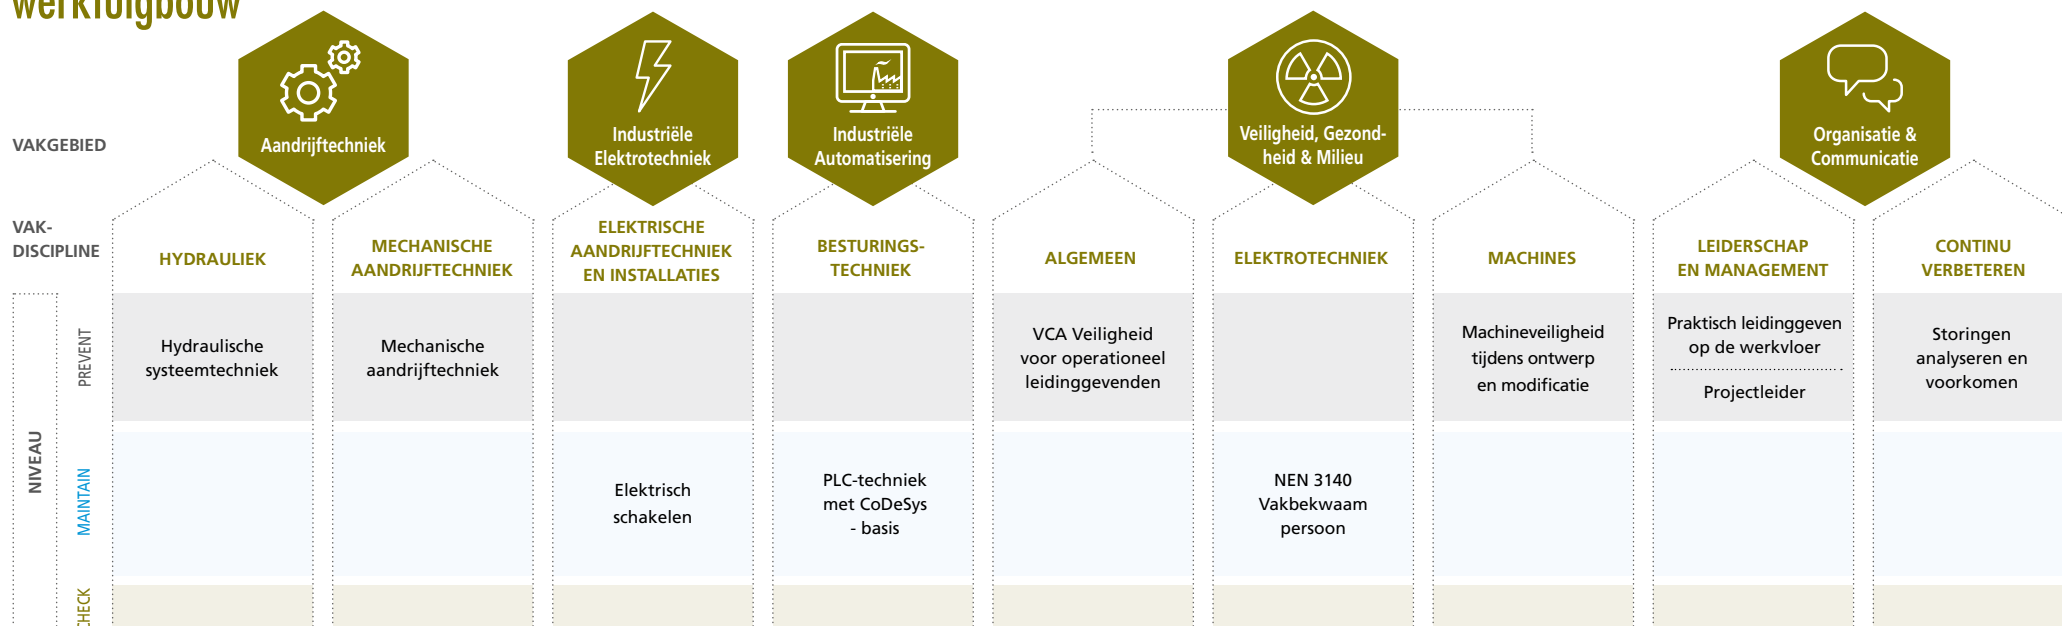 werktuigbouw
VAKGEBIED
Aandrijftechniek
Industriële
Elektrotechniek
Industriële
Automatisering
Veiligheid, Gezond-
heid & Milieu
Organisatie &
Communicatie
VAK-
DISCIPLINE
HYDRAULIEK
MECHANISCHE
AANDRIJFTECHNIEK
ELEKTRISCHE
AANDRIJFTECHNIEK
EN INSTALLATIES
BESTURINGS-
TECHNIEK
ALGEMEEN
ELEKTROTECHNIEK
MACHINES
LEIDERSCHAP
EN MANAGEMENT
CONTINU
VERBETEREN
NIVEAU
PREVENT
Hydraulische
systeemtechniek
Mechanische
aandrijftechniek
VCA Veiligheid
voor operationeel
leidinggevenden
Machineveiligheid
tijdens ontwerp
en modificatie
Praktisch leidinggeven
op de werkvloer
Projectleider
Storingen
analyseren en
voorkomen
MAINTAIN
Elektrisch
schakelen
PLC-techniek
met CoDeSys
- basis
NEN 3140
Vakbekwaam
persoon
CHECK